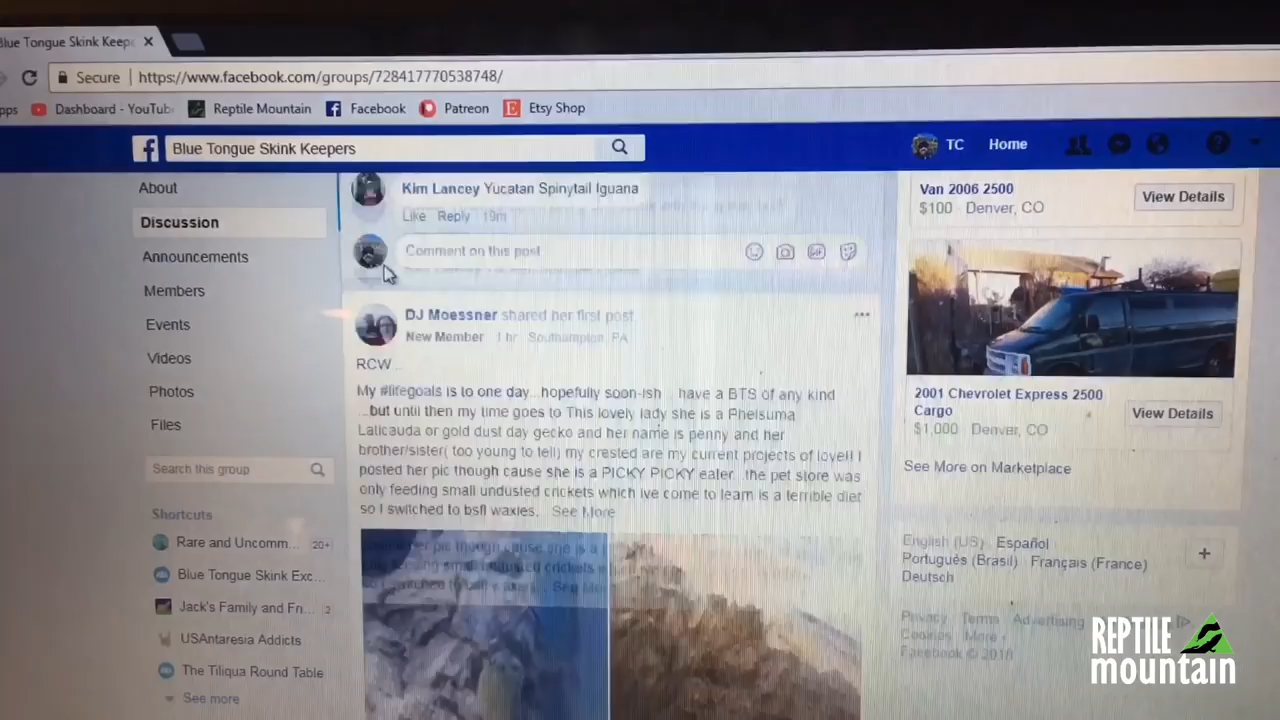 Blue Tongue Skink Keepe
Secure https://www.facebook.com/groups/728417770538748/
pps Dashboard - YouTub Reptile Mountain Facebook Patreon Etsy Shop
Blue Tongue Skink Keepers
TC Home
About
Discussion
Announcements
Members
Events
Videos
Photos
Files
Search this group
Shortcuts
Rare and Uncomm... 20+
Blue Tongue Skink Exc...
Jack's Family and Fri... 2
USAntaresia Addicts
The Tiliqua Round Table
See more
Kim Lancey Yucatan Spinytail Iguana
Like Reply 19m
Comment on this post
GIF
DJ Moessner shared her first post
New Member 1 hr Southampton, PA
RCW...
My #lifegoals is to one day...hopefully soon-ish... have a BTS of any kind
...but until then my time goes to This lovely lady she is a Phelsuma
Laticauda or gold dust day gecko and her name is penny and her
brother/sister( too young to tell) my crested are my current projects of love!! I
posted her pic though cause she is a PICKY PICKY eater. the pet store was
only feeding small undusted crickets which ive come to learn is a terrible diet
so I switched to bsfl waxies. See More
Van 2006 2500
$100 · Denver, CO
View Details
2001 Chevrolet Express 2500
Cargo
$1,000 · Denver, CO
View Details
See More on Marketplace
English (US) · Español
Português (Brasil) · Français (France)
Deutsch
Privacy · Terms · Advertising
Cookies · More
Facebook © 2018
REPTILE
mountain